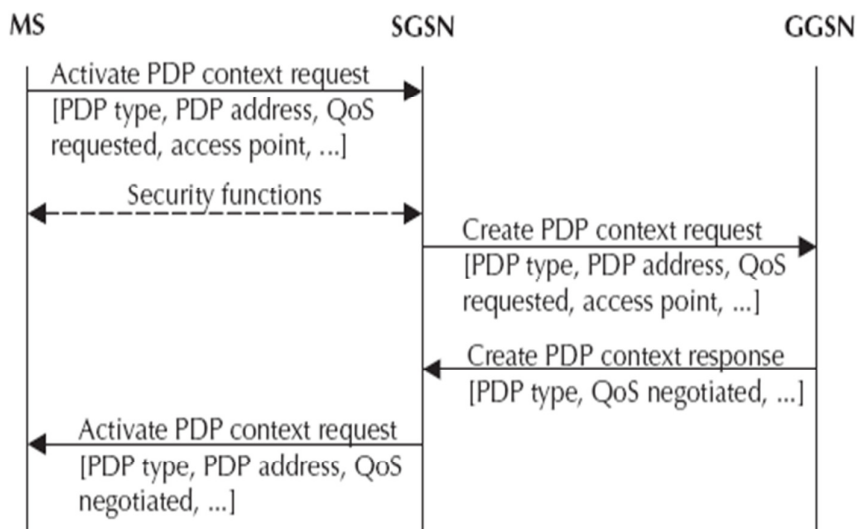 MS
SGSN
GGSN
Activate PDP context request
[PDP type, PDP address, QoS
requested, access point, ...]
Security functions
Create PDP context request
[PDP type, PDP address, QoS
requested, access point, ...]
Create PDP context response
[PDP type, QoS negotiated, ...]
Activate PDP context request
[PDP type, PDP address, QoS
negotiated, ...]